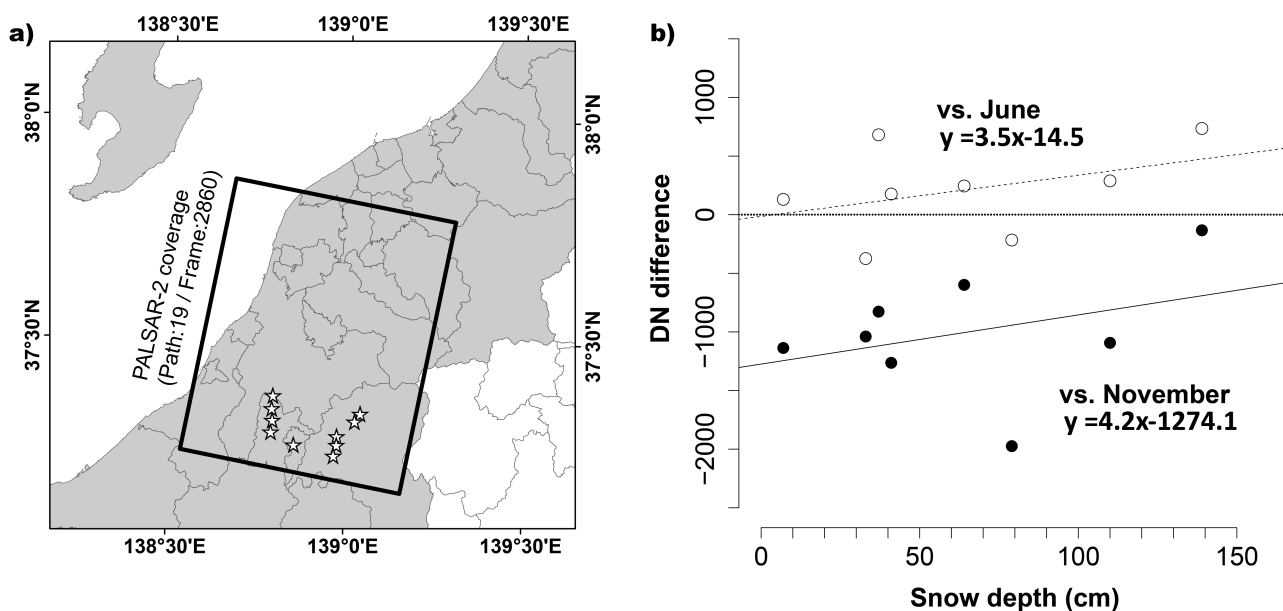 a)
138°30'E
139°0'E
139°30'E
38°0'N
37°30'N
38°0'N
37°30'N
PALSAR-2 coverage
(Path:19 / Frame:2860)
138°30'E
139°0'E
139°30'E
b)
DN difference
1000
0
−1000
−2000
vs. June
y =3.5x-14.5
vs. November
y =4.2x-1274.1
0
50
100
150
Snow depth (cm)